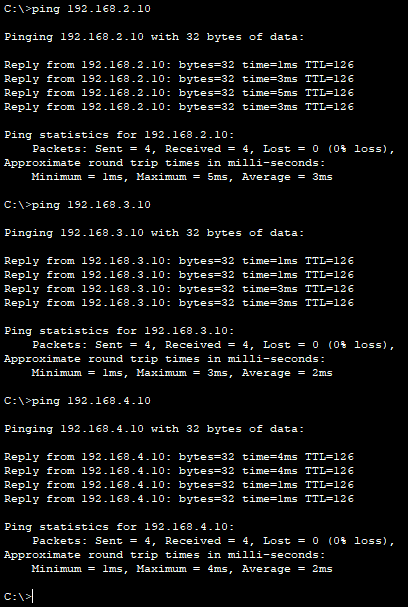 C:\>ping 192.168.2.10
Pinging 192.168.2.10 with 32 bytes of data:
Reply from 192.168.2.10: bytes=32 time=1ms TTL=126
Reply from 192.168.2.10: bytes=32 time=3ms TTL=126
Reply from 192.168.2.10: bytes=32 time=5ms TTL=126
Reply from 192.168.2.10: bytes=32 time=3ms TTL=126
Ping statistics for 192.168.2.10:
    Packets: Sent = 4, Received = 4, Lost = 0 (0% loss),
Approximate round trip times in milli-seconds:
    Minimum = 1ms, Maximum = 5ms, Average = 3ms
C:\>ping 192.168.3.10
Pinging 192.168.3.10 with 32 bytes of data:
Reply from 192.168.3.10: bytes=32 time=1ms TTL=126
Reply from 192.168.3.10: bytes=32 time=1ms TTL=126
Reply from 192.168.3.10: bytes=32 time=3ms TTL=126
Reply from 192.168.3.10: bytes=32 time=3ms TTL=126
Ping statistics for 192.168.3.10:
    Packets: Sent = 4, Received = 4, Lost = 0 (0% loss),
Approximate round trip times in milli-seconds:
    Minimum = 1ms, Maximum = 3ms, Average = 2ms
C:\>ping 192.168.4.10
Pinging 192.168.4.10 with 32 bytes of data:
Reply from 192.168.4.10: bytes=32 time=4ms TTL=126
Reply from 192.168.4.10: bytes=32 time=4ms TTL=126
Reply from 192.168.4.10: bytes=32 time=1ms TTL=126
Reply from 192.168.4.10: bytes=32 time=1ms TTL=126
Ping statistics for 192.168.4.10:
    Packets: Sent = 4, Received = 4, Lost = 0 (0% loss),
Approximate round trip times in milli-seconds:
    Minimum = 1ms, Maximum = 4ms, Average = 2ms
C:\>